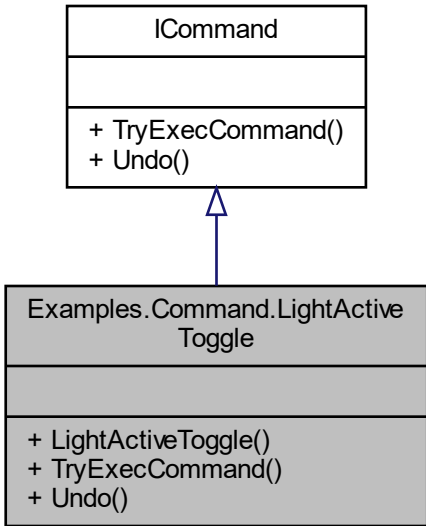 ICommand
+ TryExecCommand()
+ Undo()
Examples.Command.LightActive
Toggle
+ LightActiveToggle()
+ TryExecCommand()
+ Undo()